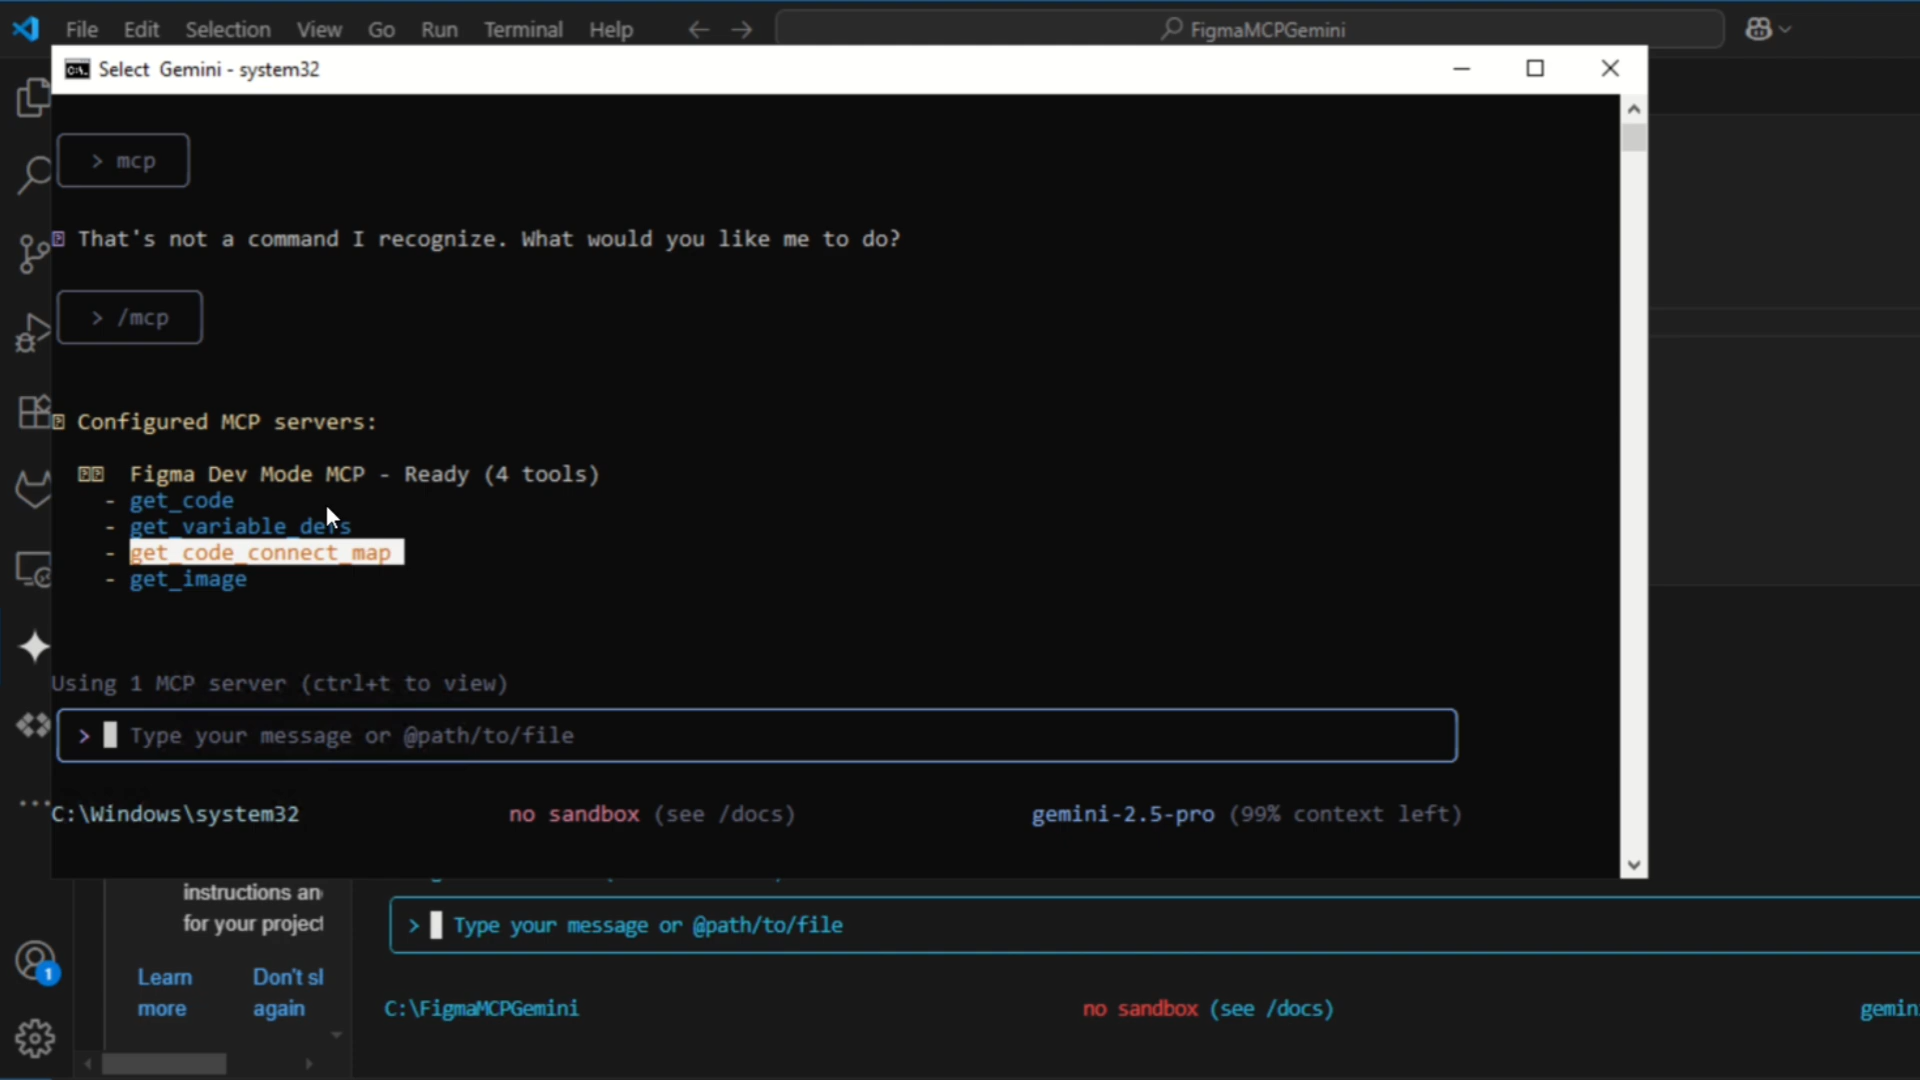 File Edit Selection View Go Run Terminal Help
FigmaMCPGemini
Select Gemini - system32
> mcp
That's not a command I recognize. What would you like me to do?
> /mcp
Configured MCP servers:
Figma Dev Mode MCP - Ready (4 tools)
- get_code
- get_variable_defs
- get_code_connect_map
- get_image
Using 1 MCP server (ctrl+t to view)
> Type your message or @path/to/file
C:\Windows\system32 no sandbox (see /docs) gemini-2.5-pro (99% context left)
instructions an
for your project
Learn more
Don't sl again
1
> Type your message or @path/to/file
C:\FigmaMCPGemini no sandbox (see /docs) gemin